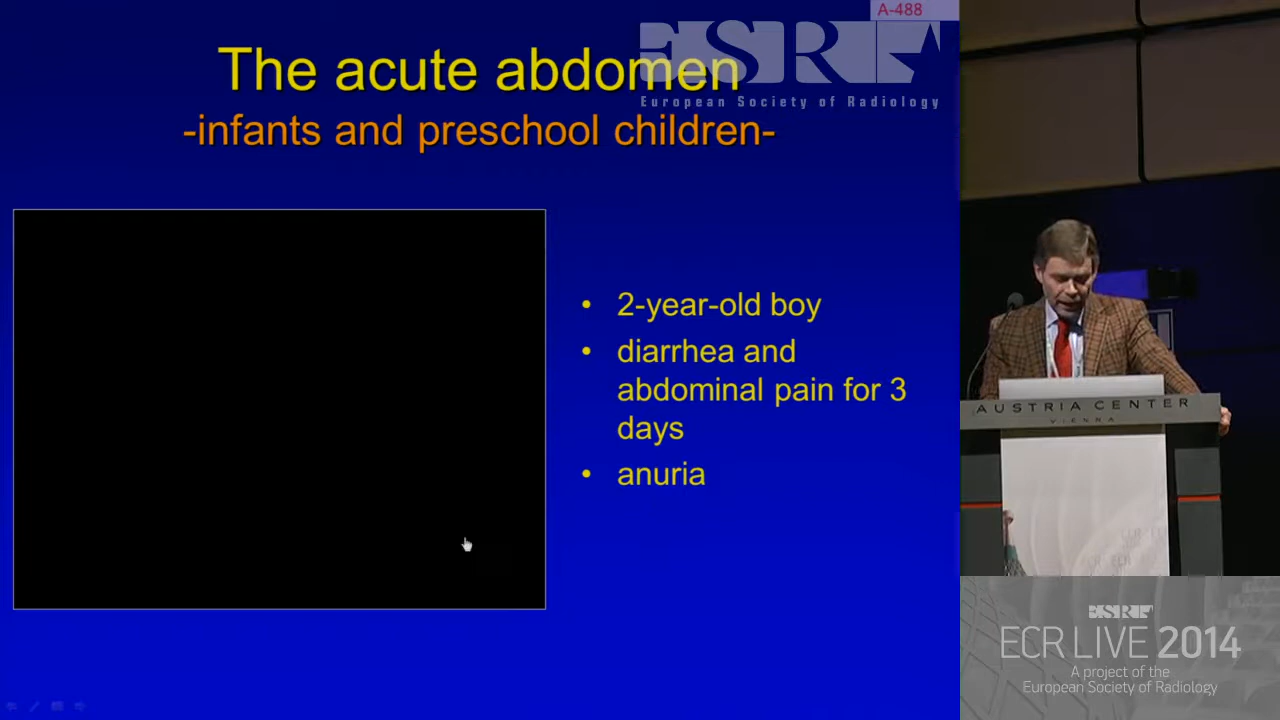 A-488
ESR
European Society of Radiology
The acute abdomen
-infants and preschool children-
• 2-year-old boy
• diarrhea and
abdominal pain for 3
days
• anuria
AUSTRIA CENTER
VIENNA
ESR
ECR LIVE 2014
A project of the
European Society of Radiology